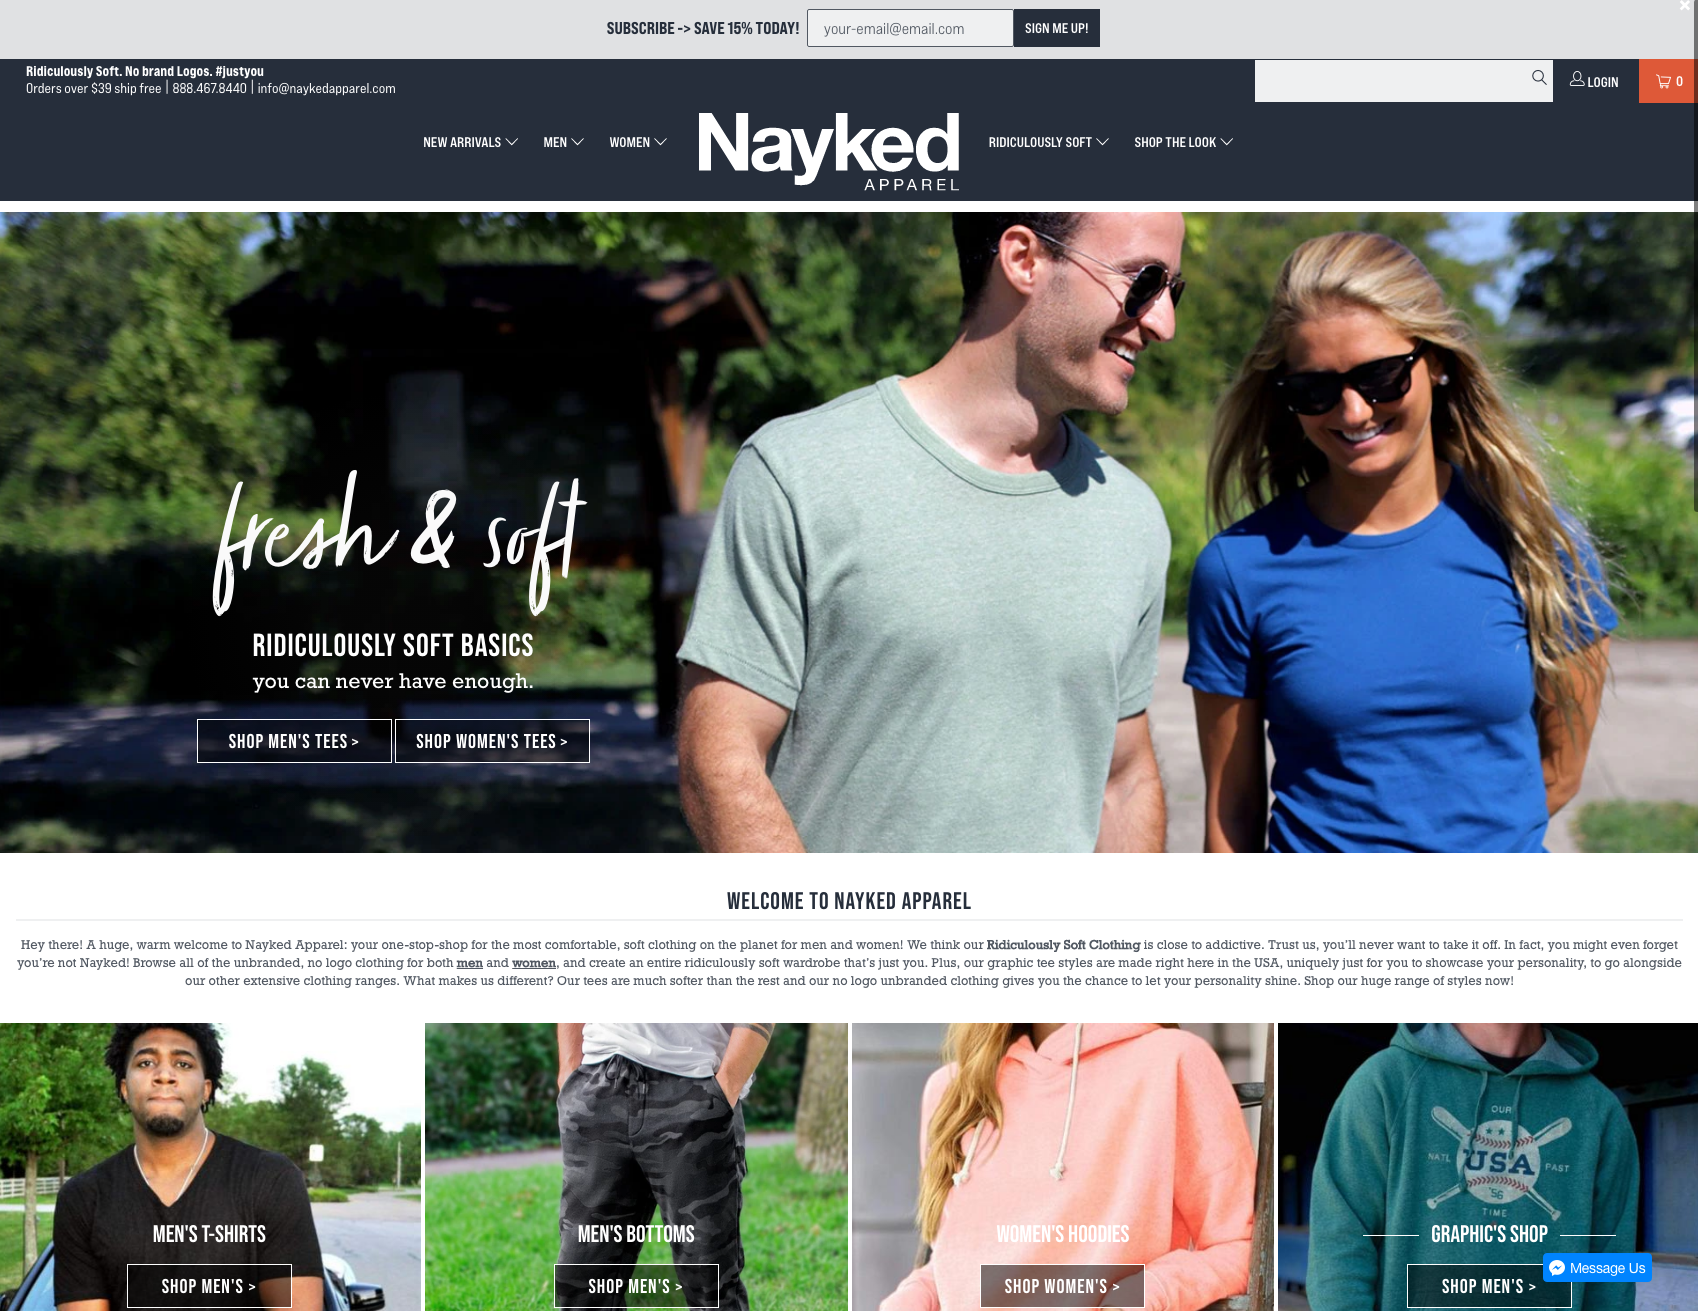 SUBSCRIBE -> SAVE 15% TODAY!
your-email@email.com
SIGN ME UP!
Ridiculously Soft. No brand Logos. #justyou
Orders over $39 ship free | 888.467.8440 | info@naykedapparel.com
LOGIN
0
NEW ARRIVALS
MEN
WOMEN
Nayked
APPAREL
RIDICULOUSLY SOFT
SHOP THE LOOK
fresh & soft
RIDICULOUSLY SOFT BASICS
you can never have enough.
SHOP MEN'S TEES >
SHOP WOMEN'S TEES >
WELCOME TO NAYKED APPAREL
Hey there! A huge, warm welcome to Nayked Apparel: your one-stop-shop for the most comfortable, soft clothing on the planet for men and women! We think our Ridiculously Soft Clothing is close to addictive. Trust us, you'll never want to take it off. In fact, you might even forget
you're not Nayked! Browse all of the unbranded, no logo clothing for both men and women, and create an entire ridiculously soft wardrobe that's just you. Plus, our graphic tee styles are made right here in the USA, uniquely just for you to showcase your personality, to go alongside
our other extensive clothing ranges. What makes us different? Our tees are much softer than the rest and our no logo unbranded clothing gives you the chance to let your personality shine. Shop our huge range of styles now!
MEN'S T-SHIRTS
SHOP MEN'S >
MEN'S BOTTOMS
SHOP MEN'S >
WOMEN'S HOODIES
SHOP WOMEN'S >
OUR
NATL PAST
USA
'56
TIME
GRAPHIC'S SHOP
SHOP MEN'S >
Message Us